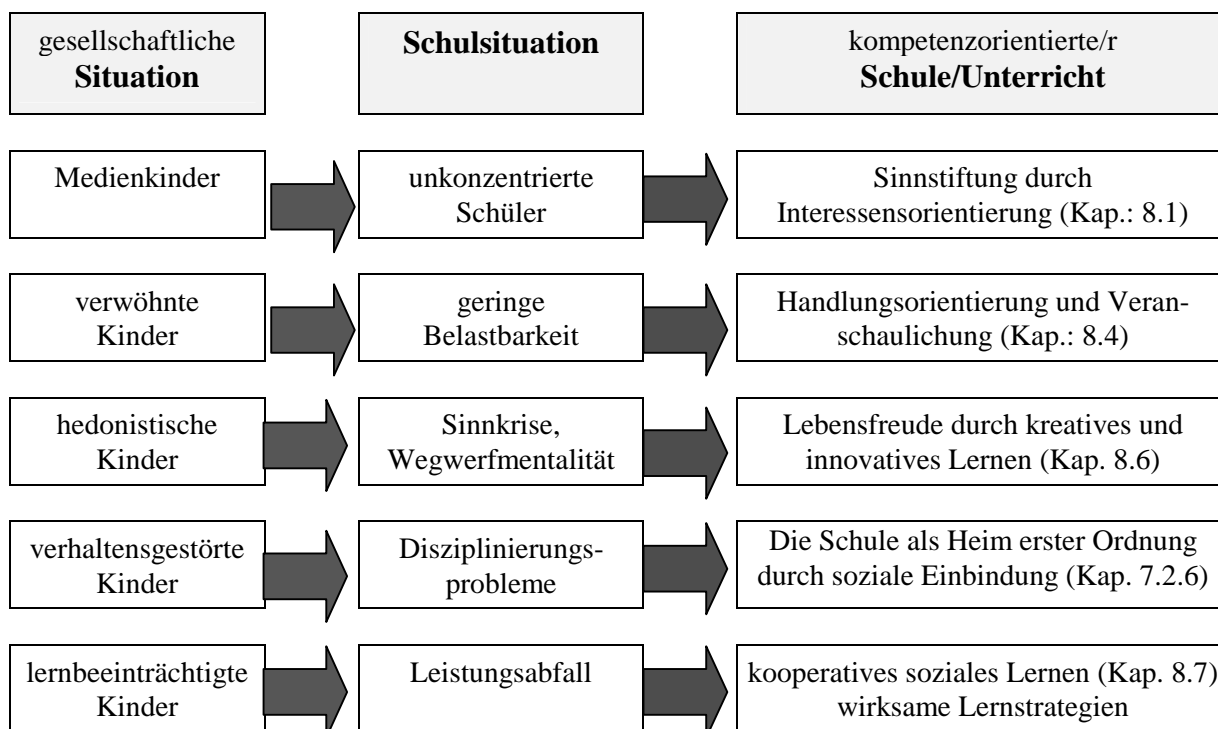 gesellschaftliche
Situation
Schulsituation
kompetenzorientierte/r
Schule/Unterricht
Medienkinder
unkonzentrierte
Schüler
Sinnstiftung durch
Interessensorientierung (Kap.: 8.1)
verwöhnte
Kinder
geringe
Belastbarkeit
Handlungsorientierung und Veran-
schaulichung (Kap.: 8.4)
hedonistische
Kinder
Sinnkrise,
Wegwerfmentalität
Lebensfreude durch kreatives und
innovatives Lernen (Kap. 8.6)
verhaltensgestörte
Kinder
Disziplinierungs-
probleme
Die Schule als Heim erster Ordnung
durch soziale Einbindung (Kap. 7.2.6)
lernbeeinträchtigte
Kinder
Leistungsabfall
kooperatives soziales Lernen (Kap. 8.7)
wirksame Lernstrategien